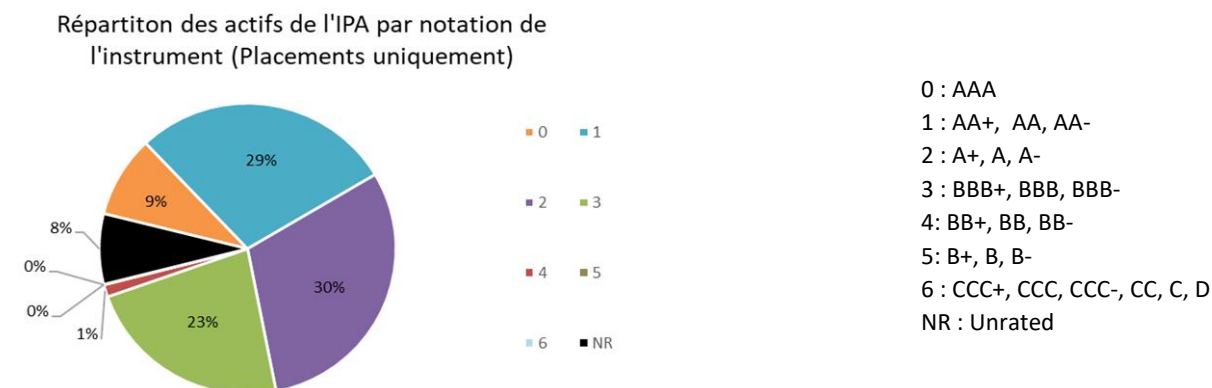 Répartiton des actifs de l'IPA par notation de
l'instrument (Placements uniquement)
29%
9%
8%
0%
0%
1%
23%
30%
0 1
2 3
4 5
6 NR
0 : AAA
1 : AA+, AA, AA-
2 : A+, A, A-
3 : BBB+, BBB, BBB-
4: BB+, BB, BB-
5: B+, B, B-
6 : CCC+, CCC, CCC-, CC, C, D
NR : Unrated